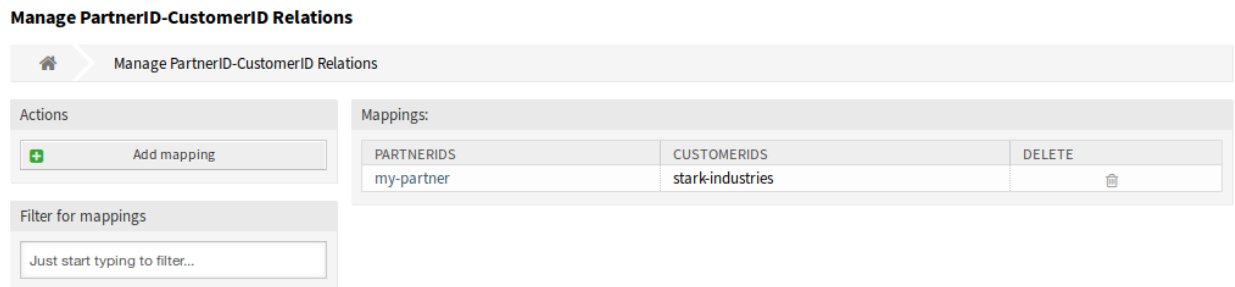 Manage PartnerID-CustomerID Relations
Manage PartnerID-CustomerID Relations
Actions
Add mapping
Filter for mappings
Just start typing to filter...
Mappings:
PARTNERIDS CUSTOMERIDS DELETE
my-partner stark-industries